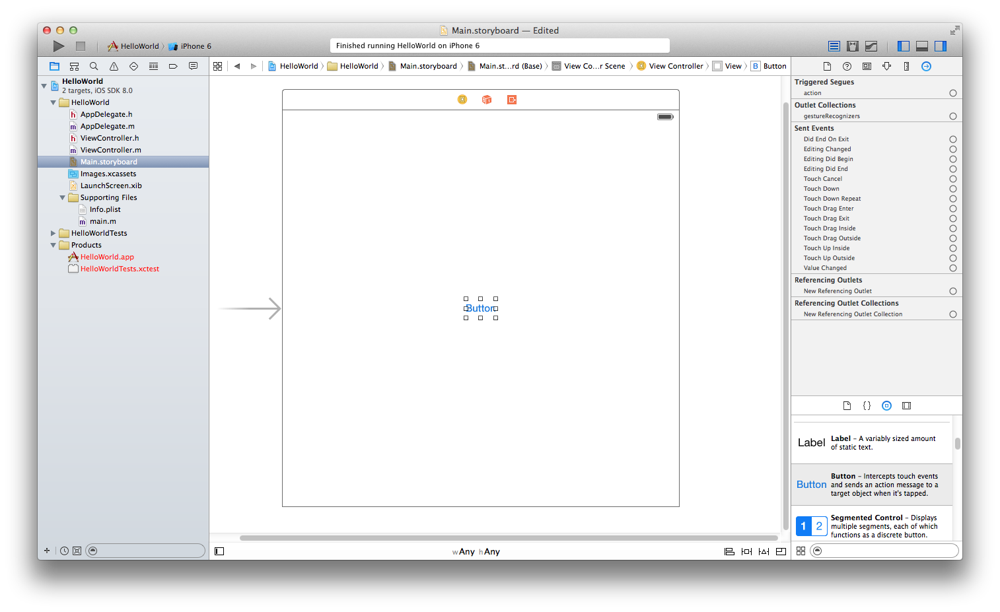 Main.storyboard — Edited
HelloWorld
iPhone 6
Finished running HelloWorld on iPhone 6
HelloWorld
HelloWorld
Main.storyboard
Main.st...rd (Base)
View Co...r Scene
View Controller
View
B Button
HelloWorld
2 targets, iOS SDK 8.0
HelloWorld
h AppDelegate.h
m AppDelegate.m
h ViewController.h
m ViewController.m
Main.storyboard
Images.xcassets
LaunchScreen.xib
Supporting Files
Info.plist
m main.m
HelloWorldTests
Products
HelloWorld.app
HelloWorldTests.xctest
Button
wAny hAny
Triggered Segues
action
Outlet Collections
gestureRecognizers
Sent Events
Did End On Exit
Editing Changed
Editing Did Begin
Editing Did End
Touch Cancel
Touch Down
Touch Down Repeat
Touch Drag Enter
Touch Drag Exit
Touch Drag Inside
Touch Drag Outside
Touch Up Inside
Touch Up Outside
Value Changed
Referencing Outlets
New Referencing Outlet
Referencing Outlet Collections
New Referencing Outlet Collection
{ }
Label
Label – A variably sized amount
of static text.
Button
Button – Intercepts touch events
and sends an action message to a
target object when it's tapped.
1 2
Segmented Control – Displays
multiple segments, each of which
functions as a discrete button.